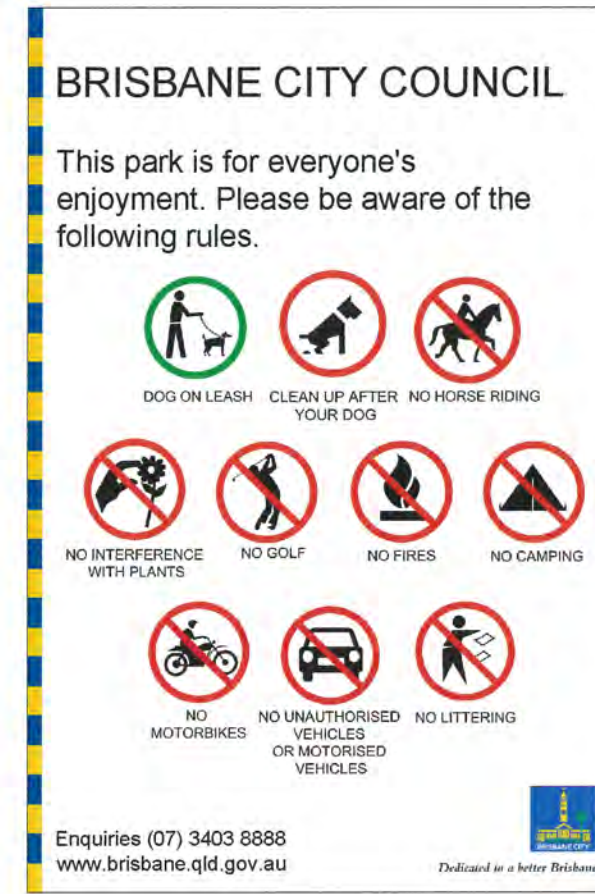 BRISBANE CITY COUNCIL
This park is for everyone's
enjoyment. Please be aware of the
following rules.
DOG ON LEASH
CLEAN UP AFTER
YOUR DOG
NO HORSE RIDING
NO INTERFERENCE
WITH PLANTS
NO GOLF
NO FIRES
NO CAMPING
NO
MOTORBIKES
NO UNAUTHORISED
VEHICLES
OR MOTORISED
VEHICLES
NO LITTERING
Enquiries (07) 3403 8888
www.brisbane.qld.gov.au
BRISBANE CITY
Dedicated to a better Brisbane